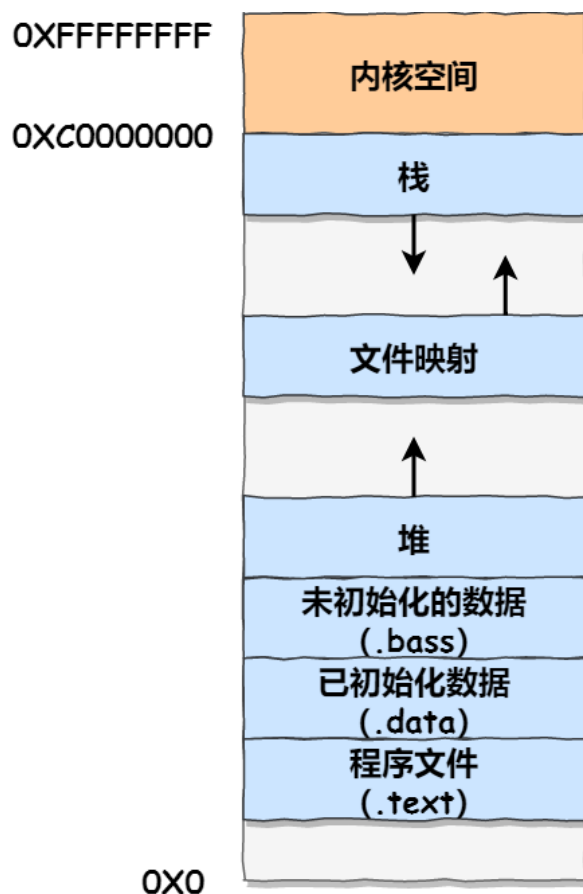 0XFFFFFFFF
内核空间
0XC0000000
栈
文件映射
堆
未初始化的数据
(.bass)
已初始化数据
(.data)
程序文件
(.text)
0X0